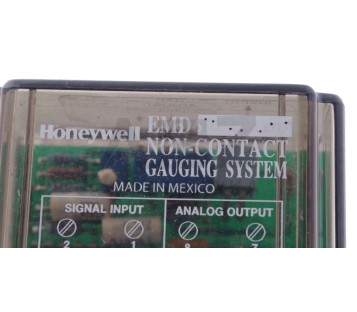 Honeywell EMD
NON-CONTACT
GAUGING SYSTEM
MADE IN MEXICO
SIGNAL INPUT ANALOG OUTPUT
2 1 8 7